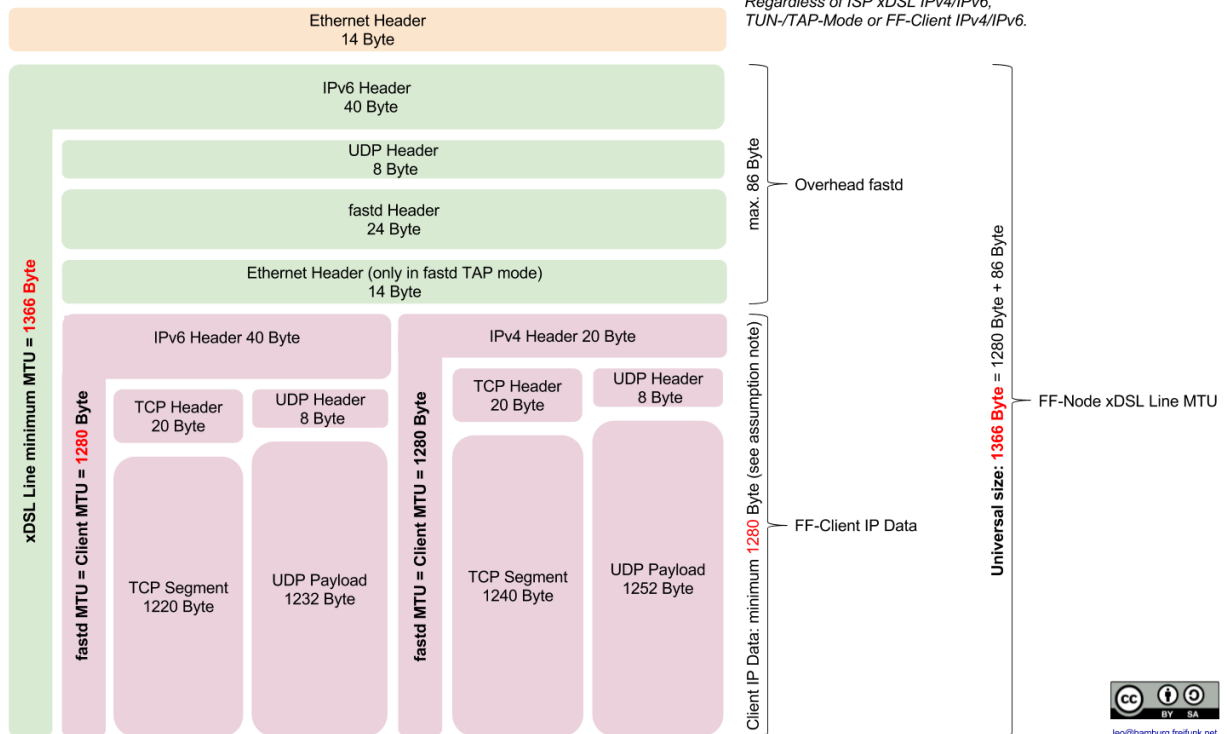 Regardless of ISP xDSL IPv4/IPv6,
TUN-/TAP-Mode or FF-Client IPv4/IPv6.
Ethernet Header
14 Byte
IPv6 Header
40 Byte
UDP Header
8 Byte
fastd Header
24 Byte
Ethernet Header (only in fastd TAP mode)
14 Byte
xDSL Line minimum MTU = 1366 Byte
IPv6 Header 40 Byte
fastd MTU = Client MTU = 1280 Byte
TCP Header
20 Byte
UDP Header
8 Byte
TCP Segment
1220 Byte
UDP Payload
1232 Byte
IPv4 Header 20 Byte
fastd MTU = Client MTU = 1280 Byte
TCP Header
20 Byte
UDP Header
8 Byte
TCP Segment
1240 Byte
UDP Payload
1252 Byte
max. 86 Byte
Overhead fastd
Client IP Data: minimum 1280 Byte (see assumption note)
FF-Client IP Data
Universal size: 1366 Byte = 1280 Byte + 86 Byte
FF-Node xDSL Line MTU
cc
BY SA
leo@hamburg.freifunk.net